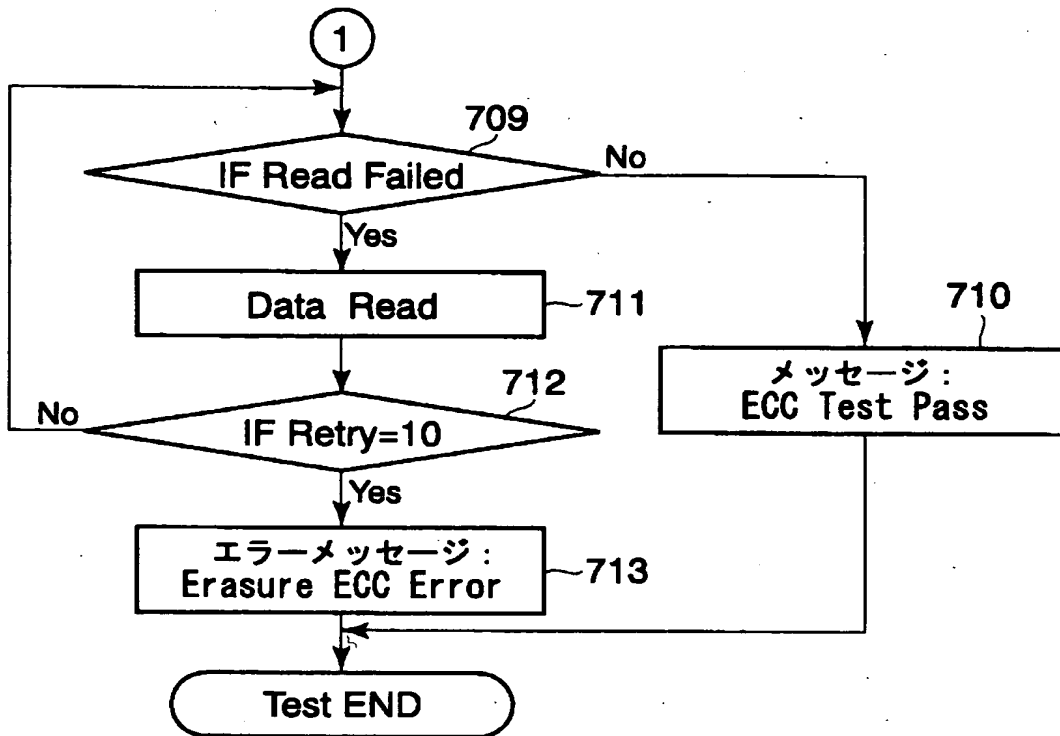 1
709
IF Read Failed
No
Yes
Data Read
711
710
メッセージ：
ECC Test Pass
712
No
IF Retry=10
Yes
エラーメッセージ：
Erasure ECC Error
713
Test END